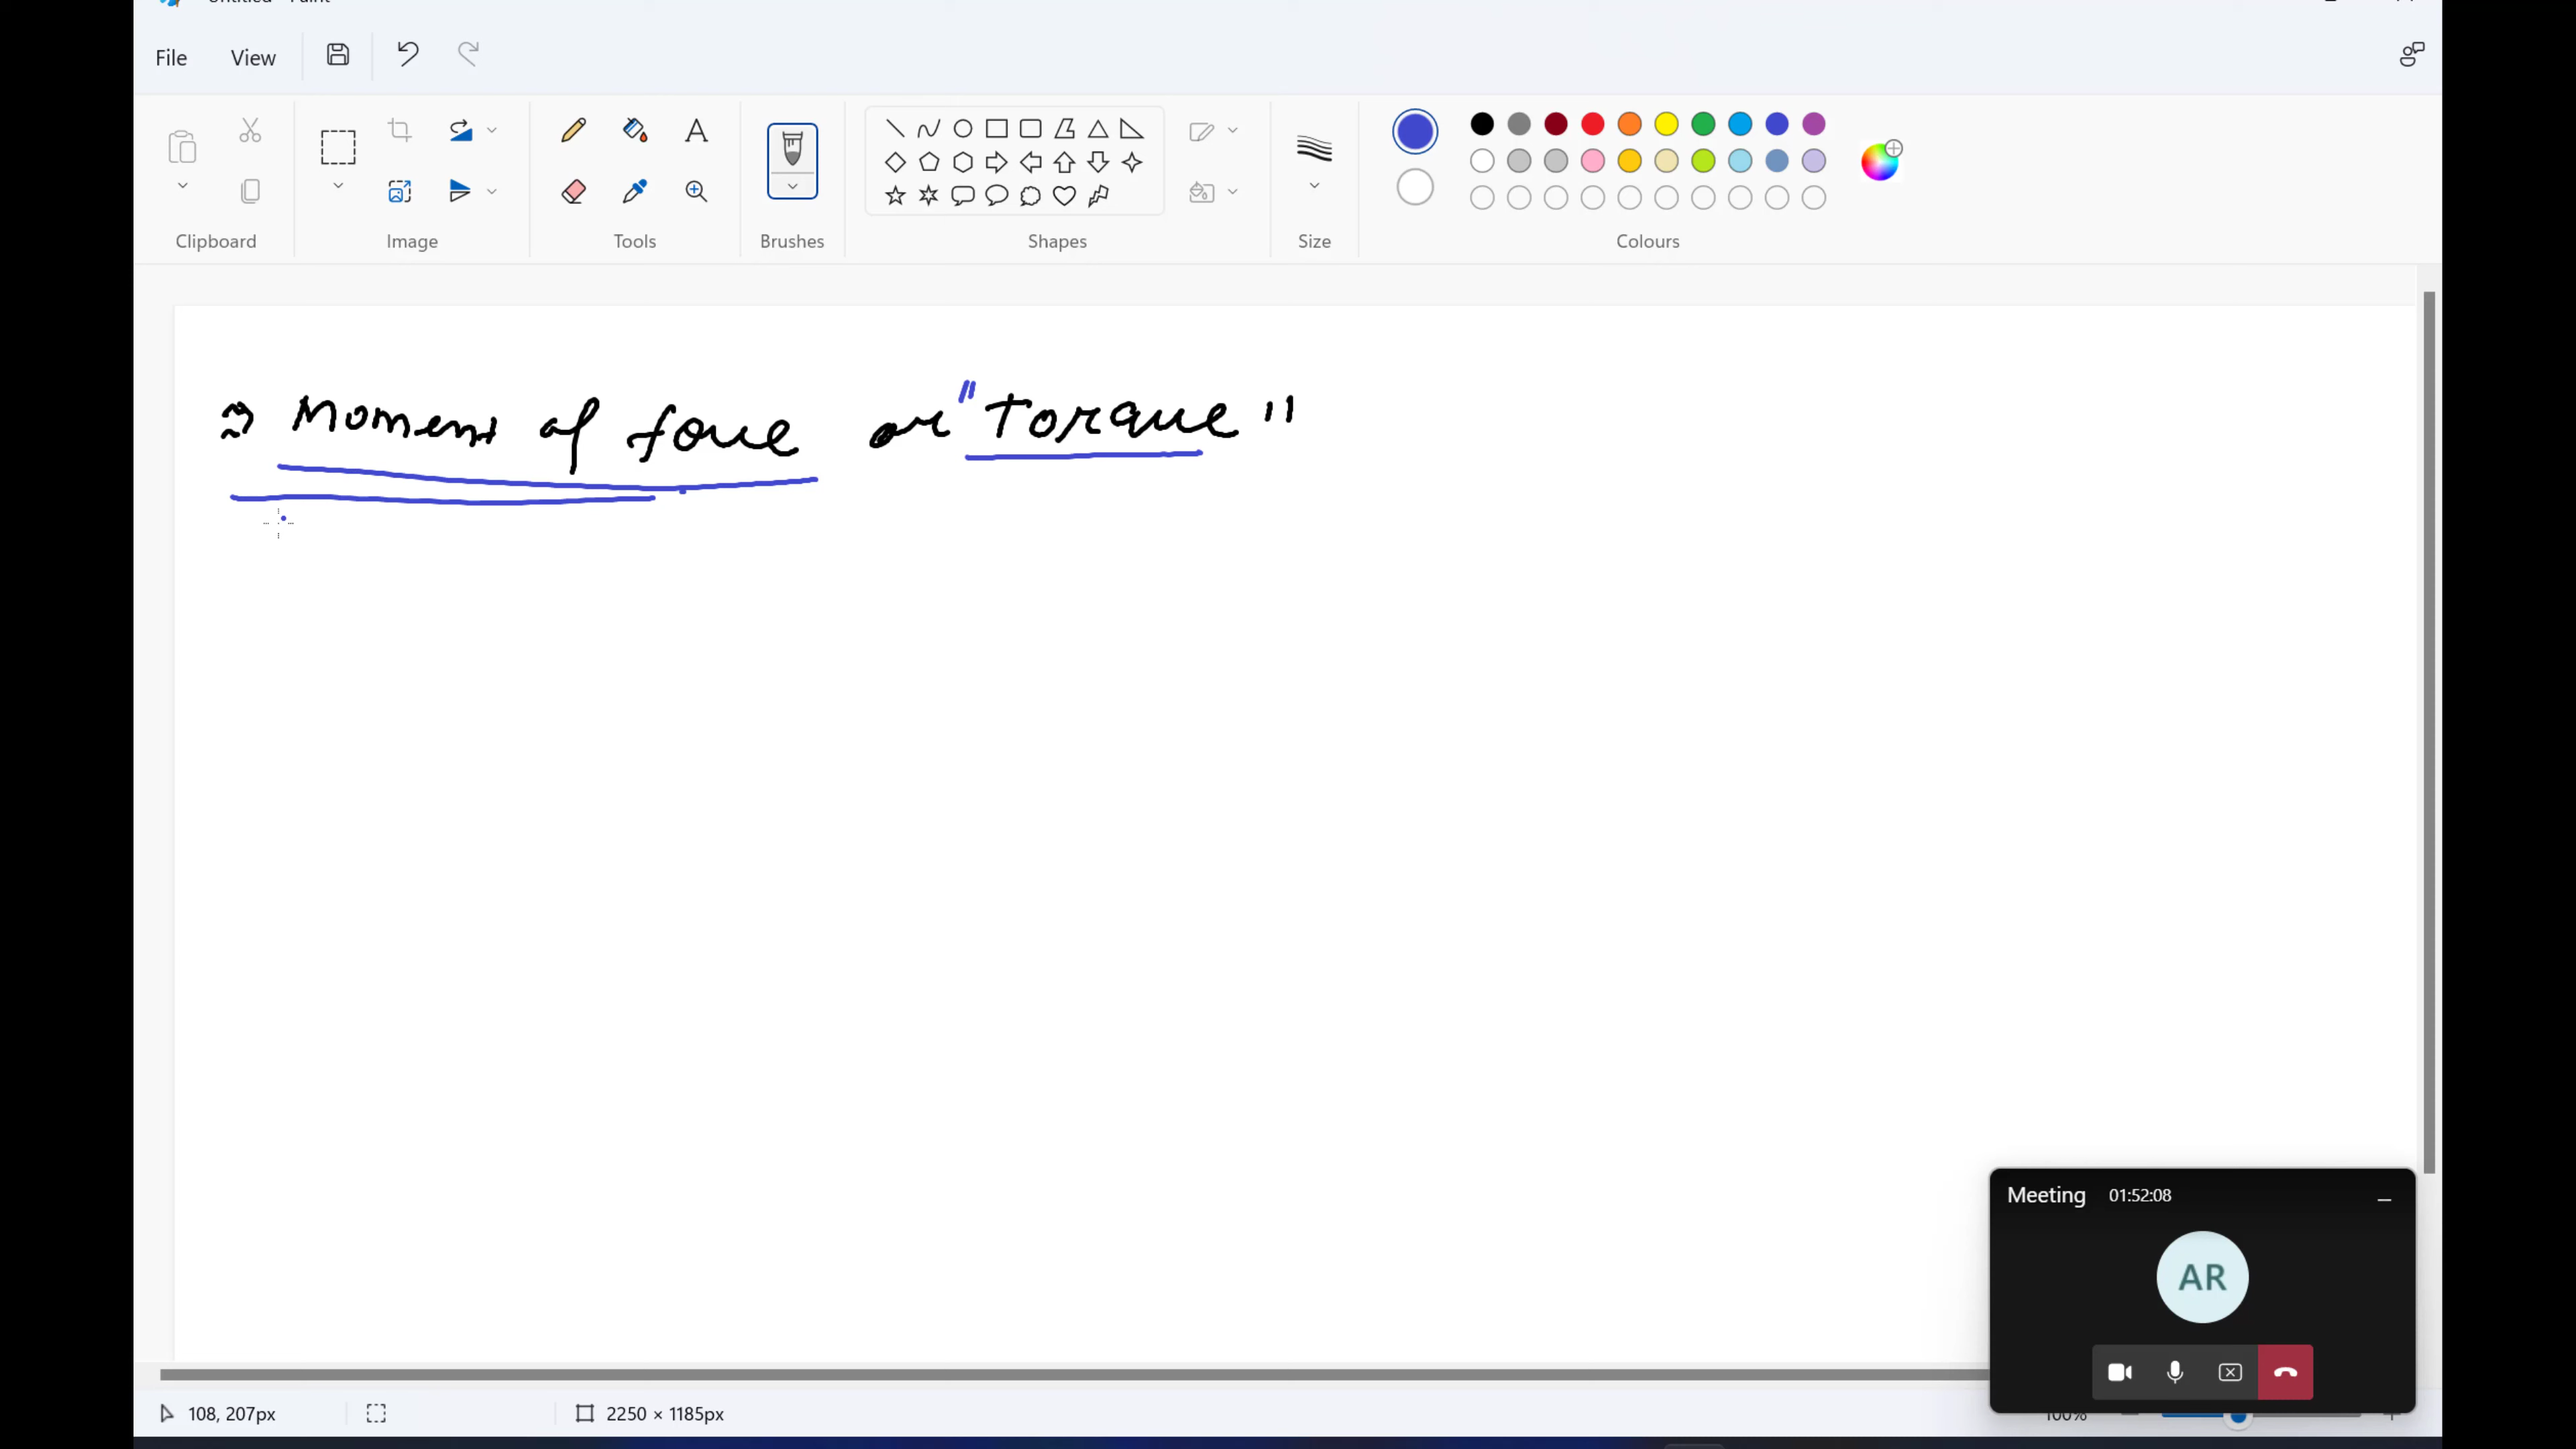 File View
Clipboard Image Tools Brushes Shapes Size Colours
⇒ Moment of force or "Torque"
Meeting 01:52:08
AR
108, 207px 2250 × 1185px 100%